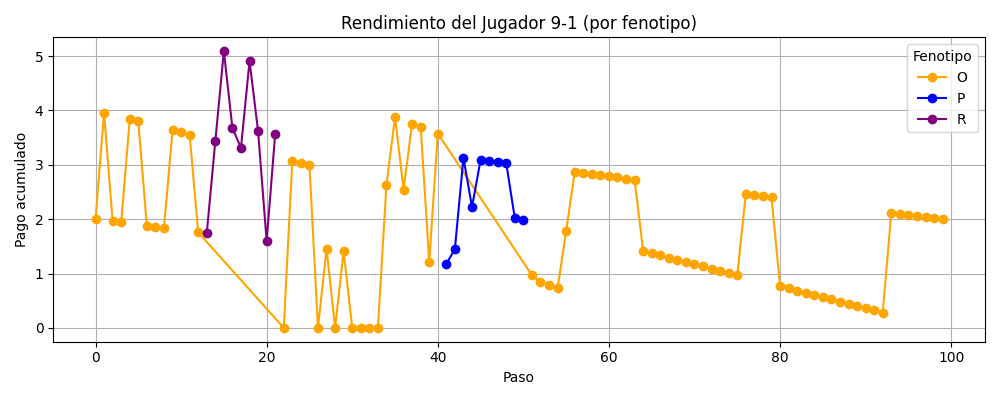 Rendimiento del Jugador 9-1 (por fenotipo)
Pago acumulado
5
4
3
2
1
0
Fenotipo
O
P
R
0 20 40 60 80 100
Paso